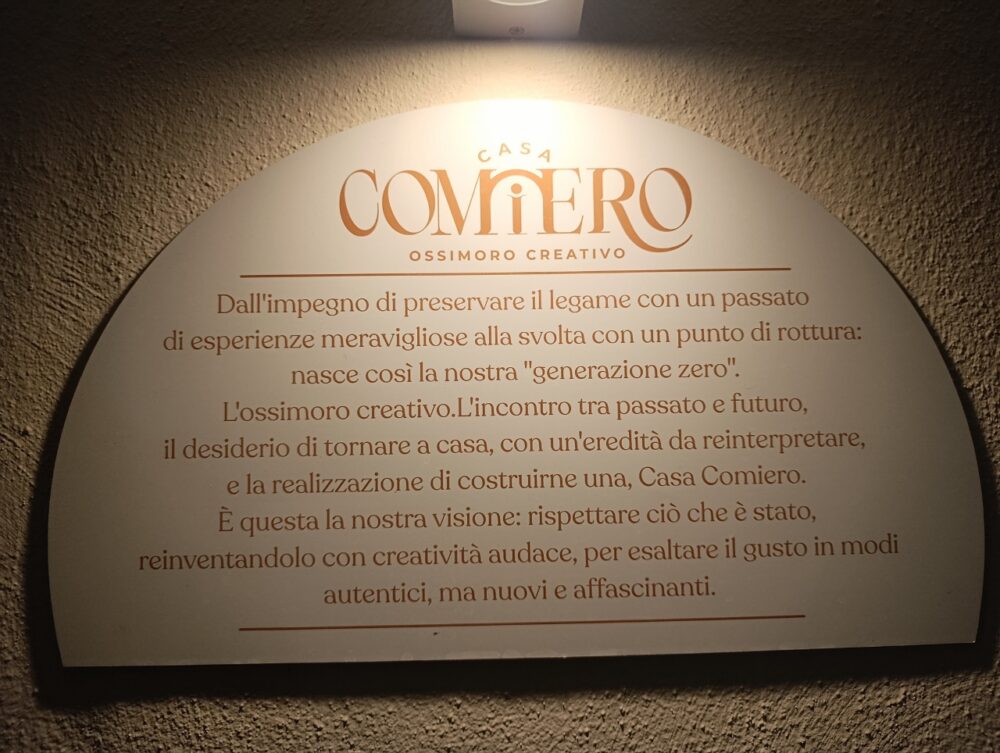 CASA
COMIERO
OSSIMORO CREATIVO
Dall'impegno di preservare il legame con un passato
di esperienze meravigliose alla svolta con un punto di rottura:
nasce così la nostra "generazione zero".
L'ossimoro creativo.L'incontro tra passato e futuro,
il desiderio di tornare a casa, con un'eredità da reinterpretare,
e la realizzazione di costruirne una, Casa Comiero.
È questa la nostra visione: rispettare ciò che è stato,
reinventandolo con creatività audace, per esaltare il gusto in modi
autentici, ma nuovi e affascinanti.